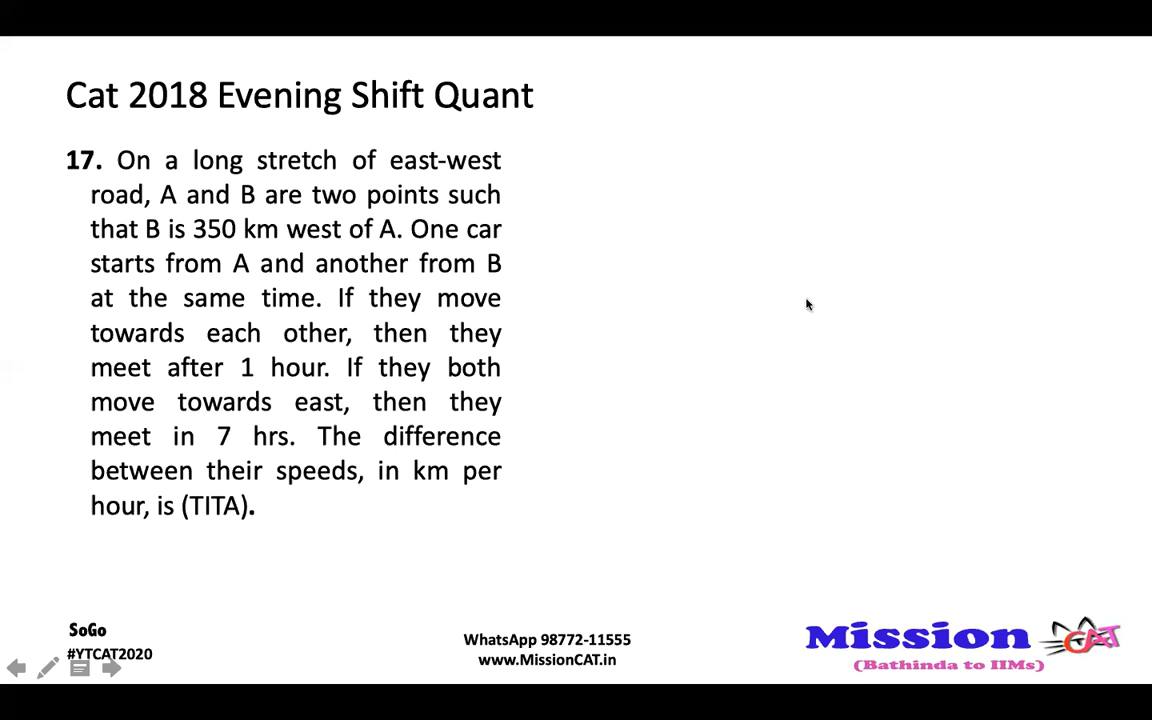 Cat 2018 Evening Shift Quant
17. On a long stretch of east-west
road, A and B are two points such
that B is 350 km west of A. One car
starts from A and another from B
at the same time. If they move
towards each other, then they
meet after 1 hour. If they both
move towards east, then they
meet in 7 hrs. The difference
between their speeds, in km per
hour, is (TITA).
SoGo
#YTCAT2020
WhatsApp 98772-11555
www.MissionCAT.in
Mission CAT
(Bathinda to IIMs)